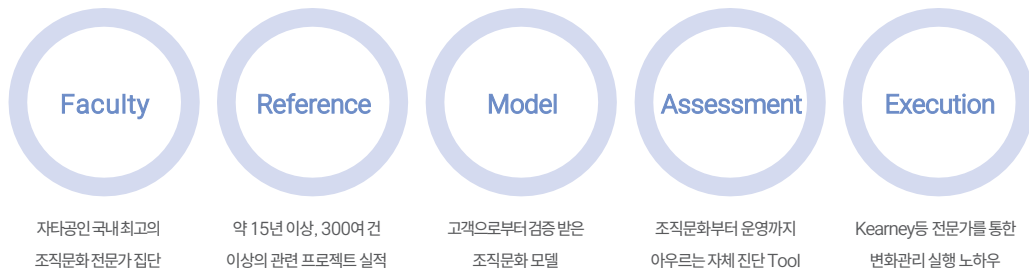 Faculty
Reference
Model
Assessment
Execution
자타공인 국내 최고의
조직문화 전문가 집단
약 15년 이상, 300여 건
이상의 관련 프로젝트 실적
고객으로부터 검증 받은
조직문화 모델
조직문화부터 운영까지
아우르는 자체 진단 Tool
Kearney등 전문가를 통한
변화관리 실행 노하우